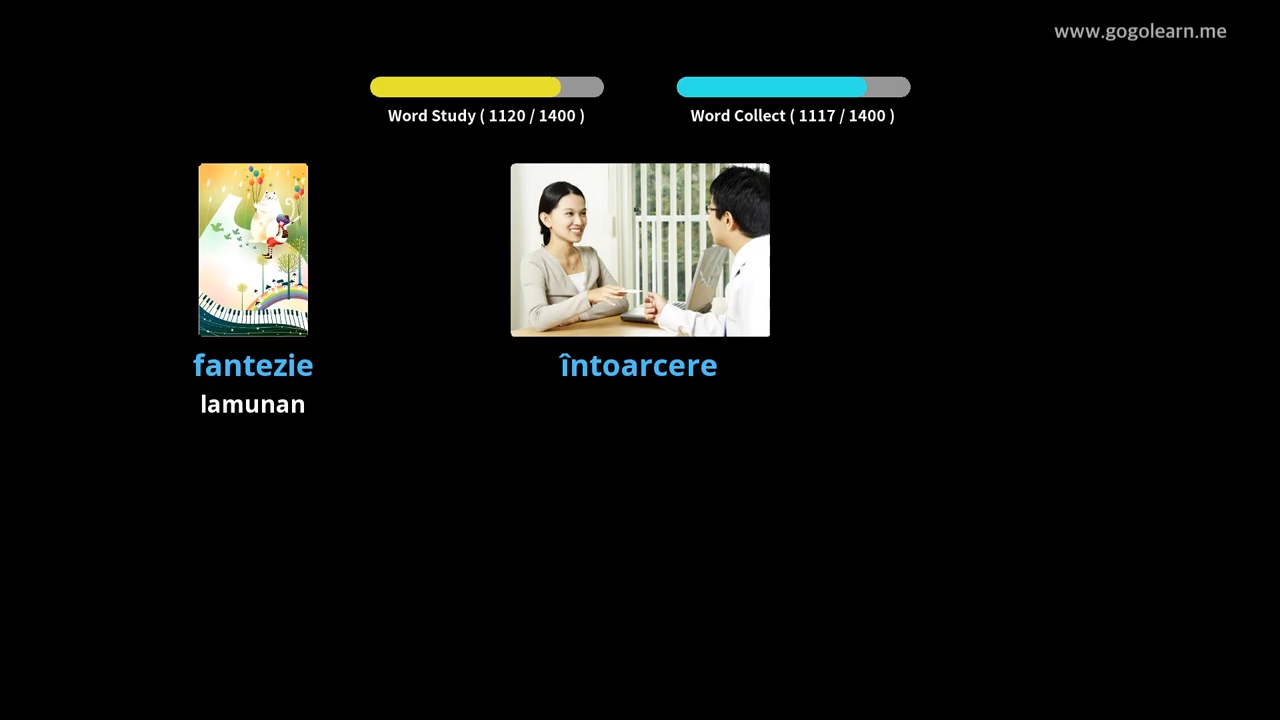 www.gogolearn.me
Word Study ( 1120 / 1400 )
Word Collect ( 1117 / 1400 )
fantezie
lamunan
întoarcere